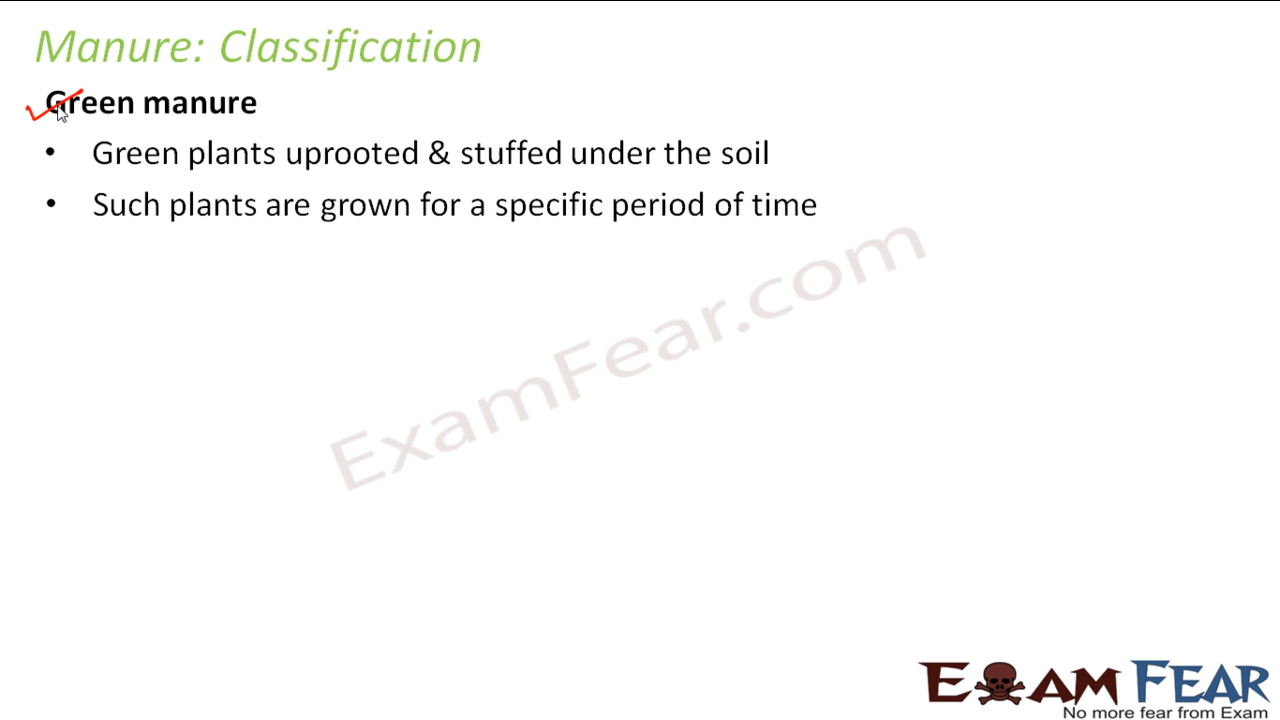 Manure: Classification
Green manure
• Green plants uprooted & stuffed under the soil
• Such plants are grown for a specific period of time
ExamFear.com
EXAM FEAR
No more fear from Exam